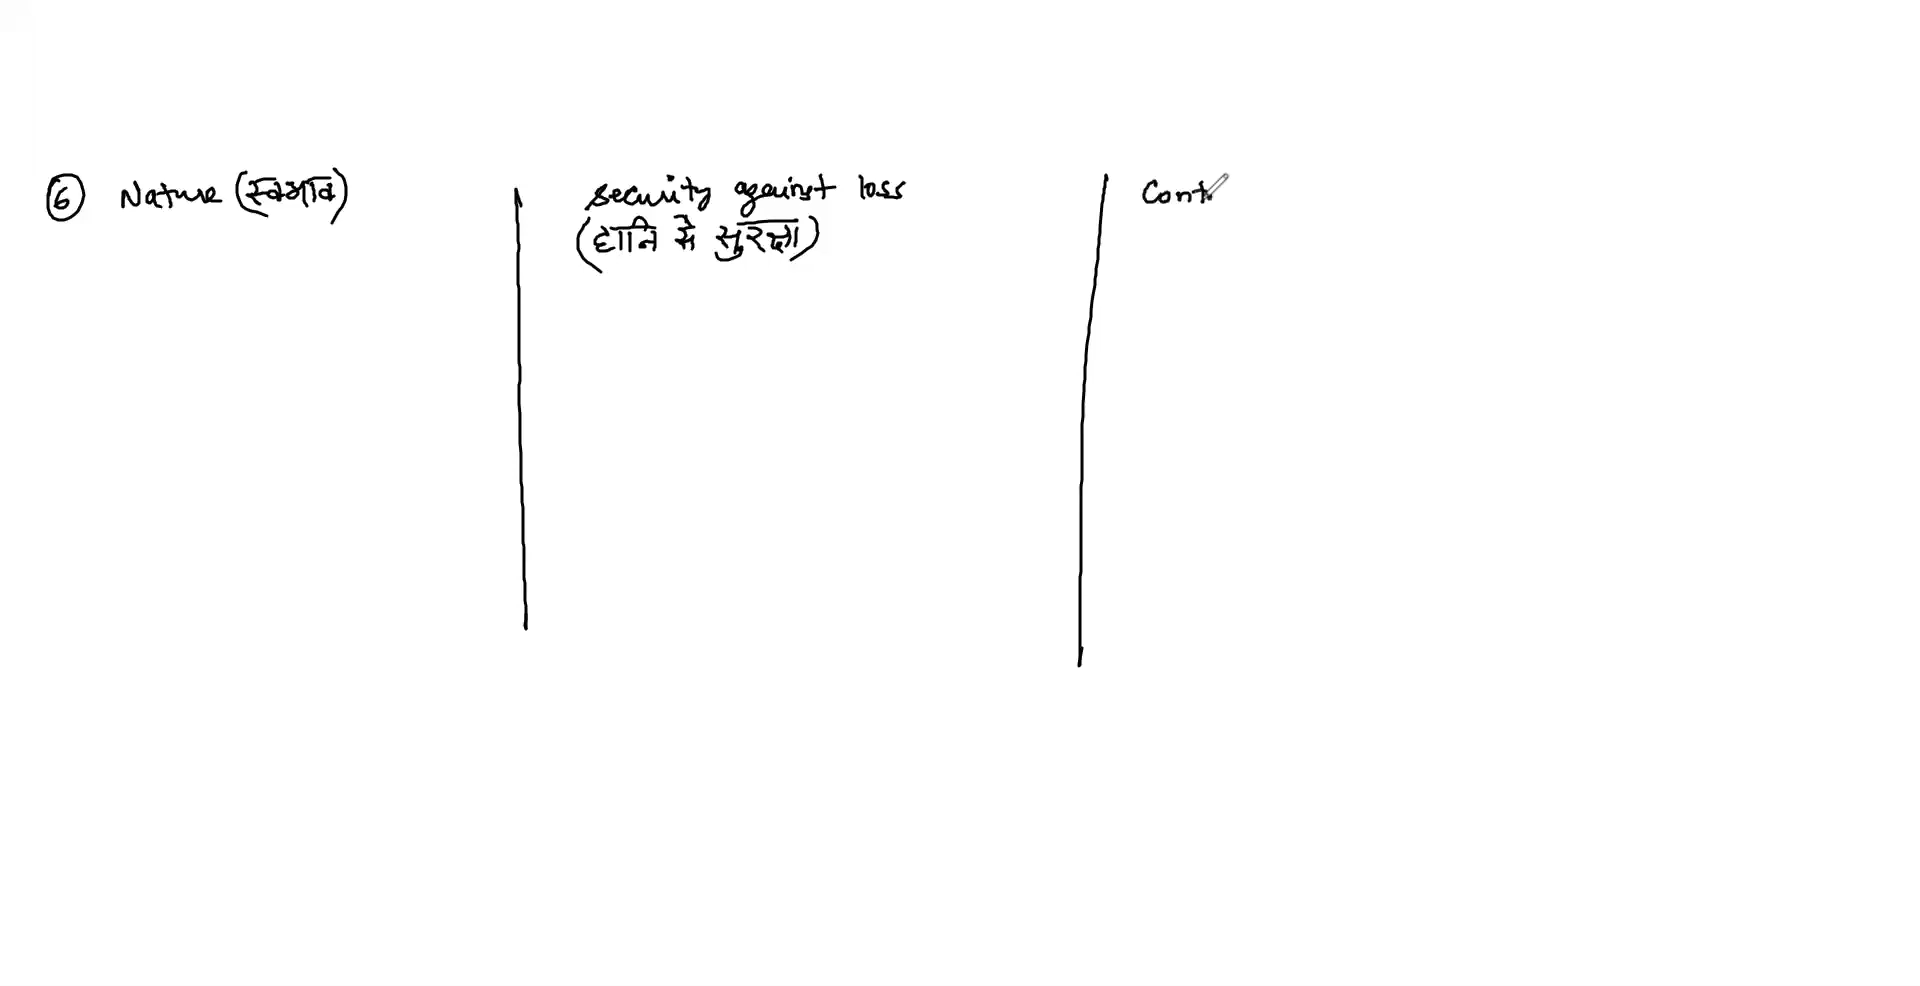 ⑥ Nature (स्वभाव) security against loss Cont
(हानि से सुरक्षा)